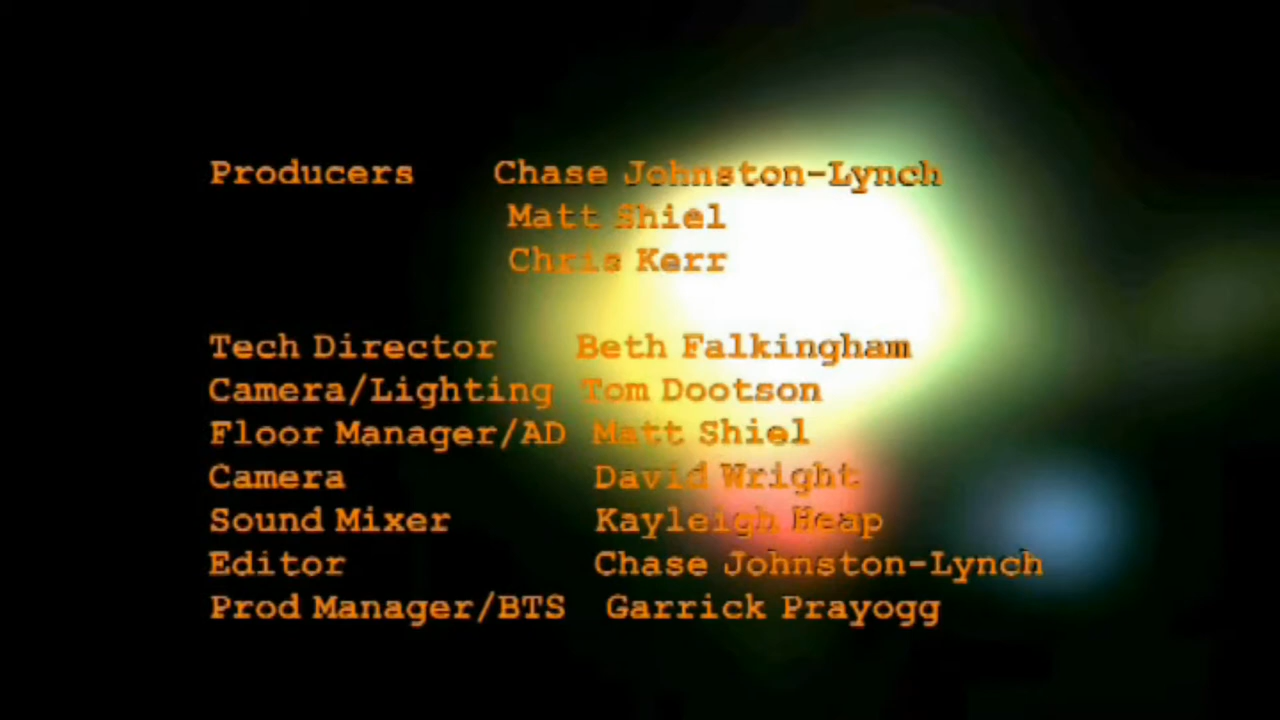 Producers Chase Johnston-Lynch
Matt Shiel
Chris Kerr
Tech Director Beth Falkingham
Camera/Lighting Tom Dootson
Floor Manager/AD Matt Shiel
Camera David Wright
Sound Mixer Kayleigh Heap
Editor Chase Johnston-Lynch
Prod Manager/BTS Garrick Prayogg